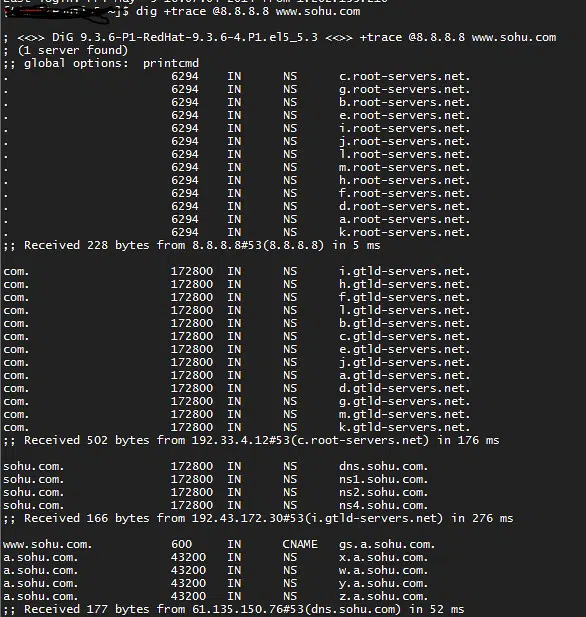 ~]$ dig +trace @8.8.8.8 www.sohu.com
; <<>> DiG 9.3.6-P1-RedHat-9.3.6-4.P1.el5_5.3 <<>> +trace @8.8.8.8 www.sohu.com
; (1 server found)
;; global options:  printcmd
.                       6294    IN      NS      c.root-servers.net.
.                       6294    IN      NS      g.root-servers.net.
.                       6294    IN      NS      b.root-servers.net.
.                       6294    IN      NS      e.root-servers.net.
.                       6294    IN      NS      i.root-servers.net.
.                       6294    IN      NS      j.root-servers.net.
.                       6294    IN      NS      l.root-servers.net.
.                       6294    IN      NS      m.root-servers.net.
.                       6294    IN      NS      h.root-servers.net.
.                       6294    IN      NS      f.root-servers.net.
.                       6294    IN      NS      d.root-servers.net.
.                       6294    IN      NS      a.root-servers.net.
.                       6294    IN      NS      k.root-servers.net.
;; Received 228 bytes from 8.8.8.8#53(8.8.8.8) in 5 ms
com.                    172800  IN      NS      i.gtld-servers.net.
com.                    172800  IN      NS      h.gtld-servers.net.
com.                    172800  IN      NS      f.gtld-servers.net.
com.                    172800  IN      NS      l.gtld-servers.net.
com.                    172800  IN      NS      b.gtld-servers.net.
com.                    172800  IN      NS      c.gtld-servers.net.
com.                    172800  IN      NS      e.gtld-servers.net.
com.                    172800  IN      NS      j.gtld-servers.net.
com.                    172800  IN      NS      a.gtld-servers.net.
com.                    172800  IN      NS      d.gtld-servers.net.
com.                    172800  IN      NS      g.gtld-servers.net.
com.                    172800  IN      NS      m.gtld-servers.net.
com.                    172800  IN      NS      k.gtld-servers.net.
;; Received 502 bytes from 192.33.4.12#53(c.root-servers.net) in 176 ms
sohu.com.               172800  IN      NS      dns.sohu.com.
sohu.com.               172800  IN      NS      ns1.sohu.com.
sohu.com.               172800  IN      NS      ns2.sohu.com.
sohu.com.               172800  IN      NS      ns4.sohu.com.
;; Received 166 bytes from 192.43.172.30#53(i.gtld-servers.net) in 276 ms
www.sohu.com.           600     IN      CNAME   gs.a.sohu.com.
a.sohu.com.             43200   IN      NS      x.a.sohu.com.
a.sohu.com.             43200   IN      NS      w.a.sohu.com.
a.sohu.com.             43200   IN      NS      y.a.sohu.com.
a.sohu.com.             43200   IN      NS      z.a.sohu.com.
;; Received 177 bytes from 61.135.150.76#53(dns.sohu.com) in 52 ms